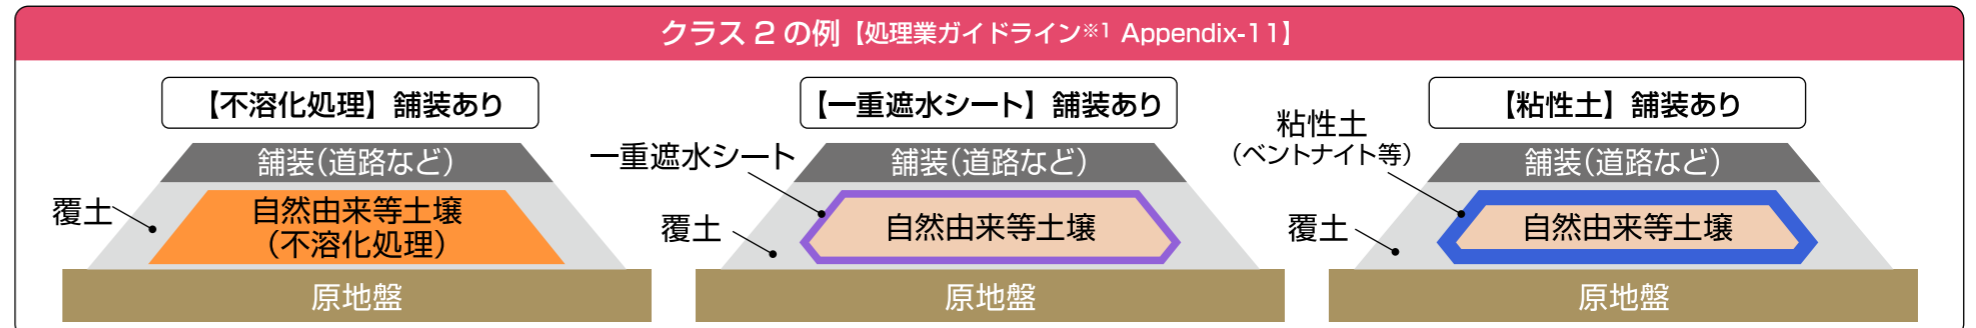 クラス2の例【処理業ガイドライン※1 Appendix-11】
【不溶化処理】舗装あり
舗装(道路など)
覆土
自然由来等土壌
(不溶化処理)
原地盤
【一重遮水シート】舗装あり
一重遮水シート
舗装(道路など)
覆土
自然由来等土壌
原地盤
【粘性土】舗装あり
粘性土
(ベントナイト等)
舗装(道路など)
覆土
自然由来等土壌
原地盤